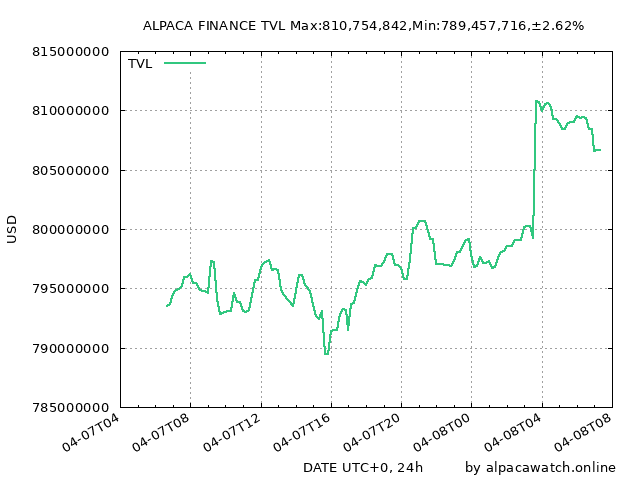 ALPACA FINANCE TVL Max:810,754,842,Min:789,457,716,±2.62%
TVL
815000000
810000000
805000000
800000000
795000000
790000000
785000000
USD
04-07T04
04-07T08
04-07T12
04-07T16
04-07T20
04-08T00
04-08T04
04-08T08
DATE UTC+0, 24h
by alpacawatch.online